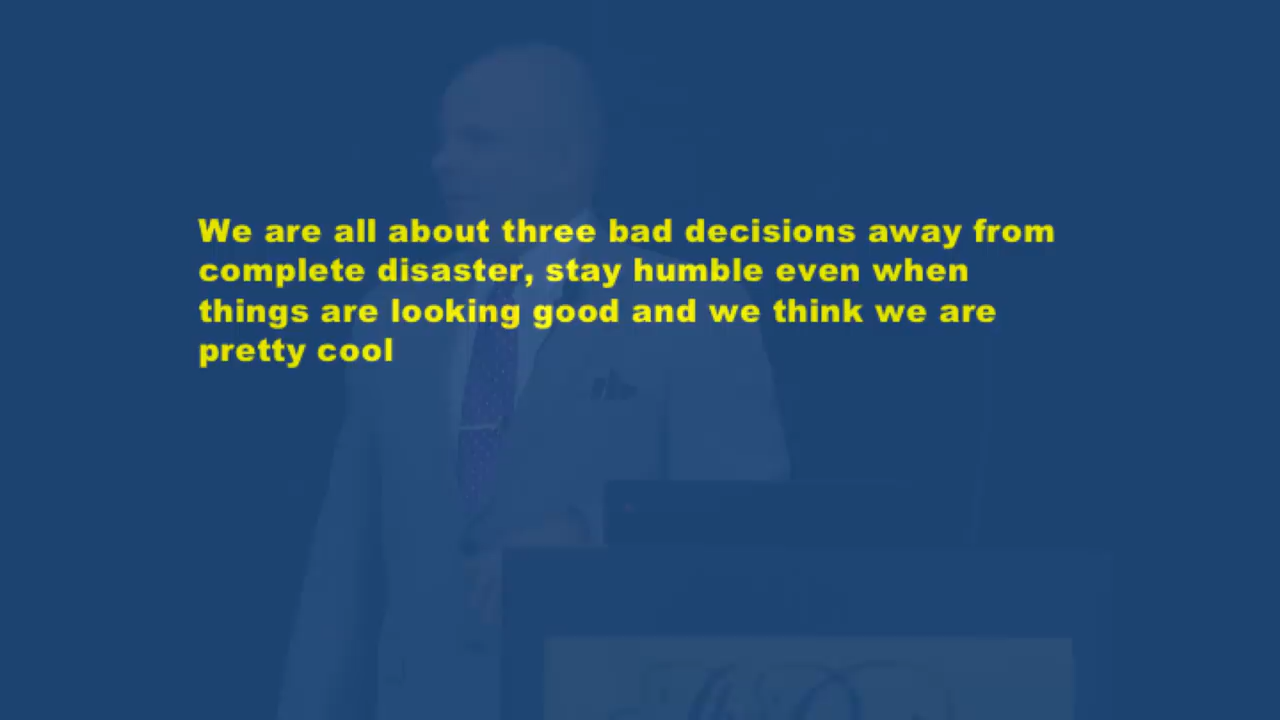 We are all about three bad decisions away from
complete disaster, stay humble even when
things are looking good and we think we are
pretty cool